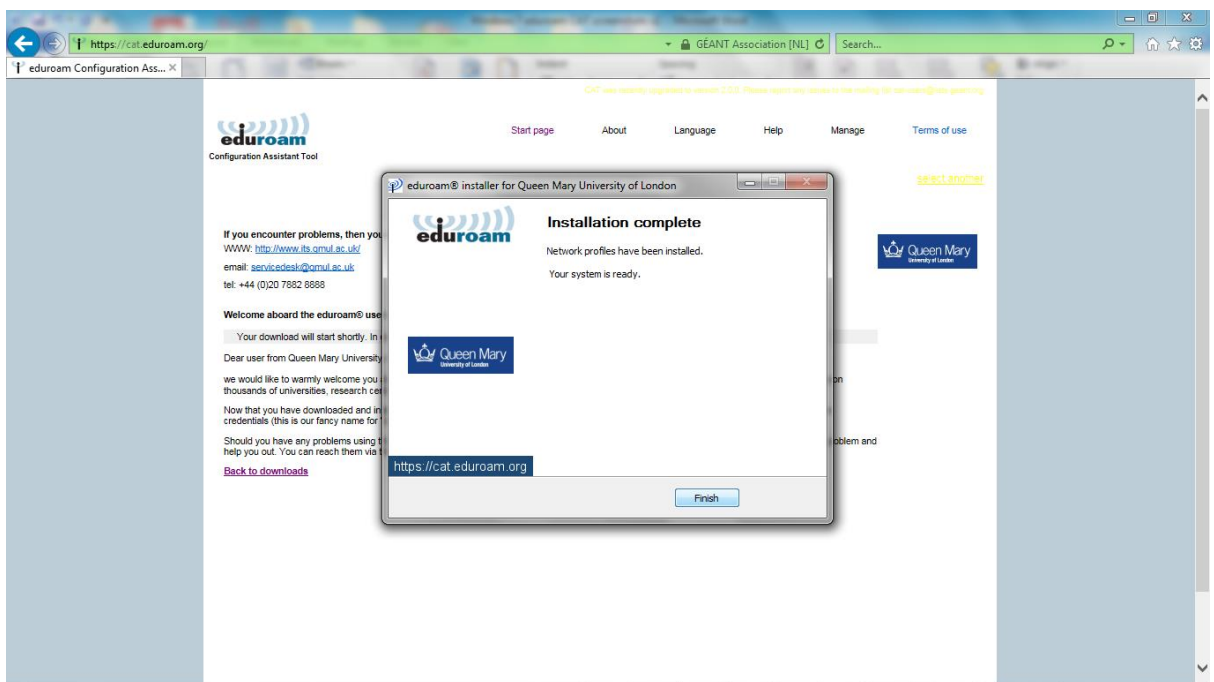 https://cat.eduroam.org/
GÉANT Association [NL]
Search...
eduroam Configuration Ass...
eduroam
Configuration Assistant Tool
Start page About Language Help Manage Terms of use
select another
eduroam® installer for Queen Mary University of London
eduroam
Installation complete
Network profiles have been installed.
Your system is ready.
Queen Mary
University of London
https://cat.eduroam.org
Finish
If you encounter problems, then
WWW: http://www.its.qmul.ac.uk/
email: servicedesk@qmul.ac.uk
tel: +44 (0)20 7882 8888
Queen Mary
University of London
Welcome aboard the eduroam®
Your download will start shortly. In
Dear user from Queen Mary University
we would like to warmly welcome you
thousands of universities, research
Now that you have downloaded and
credentials (this is our fancy name for
Should you have any problems using
help you out. You can reach them via
problem and
Back to downloads